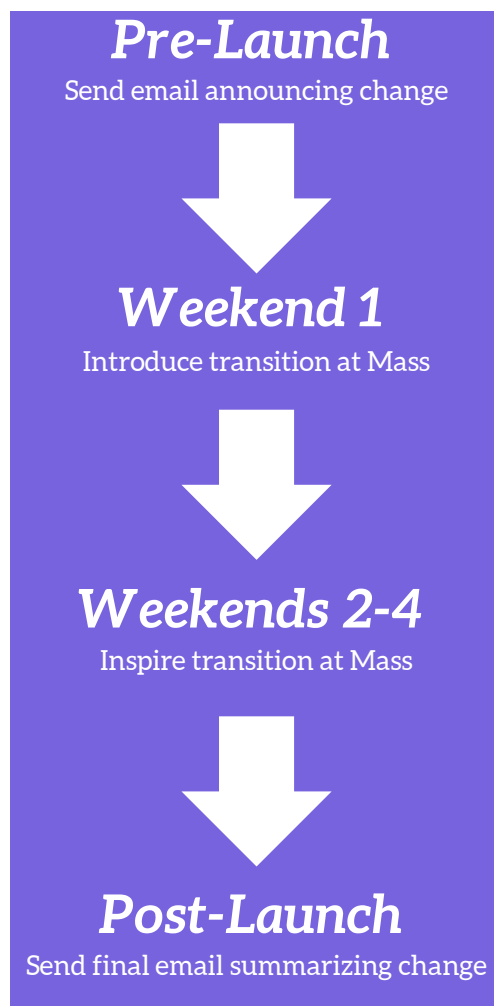 Pre-Launch
Send email announcing change
Weekend 1
Introduce transition at Mass
Weekends 2-4
Inspire transition at Mass
Post-Launch
Send final email summarizing change